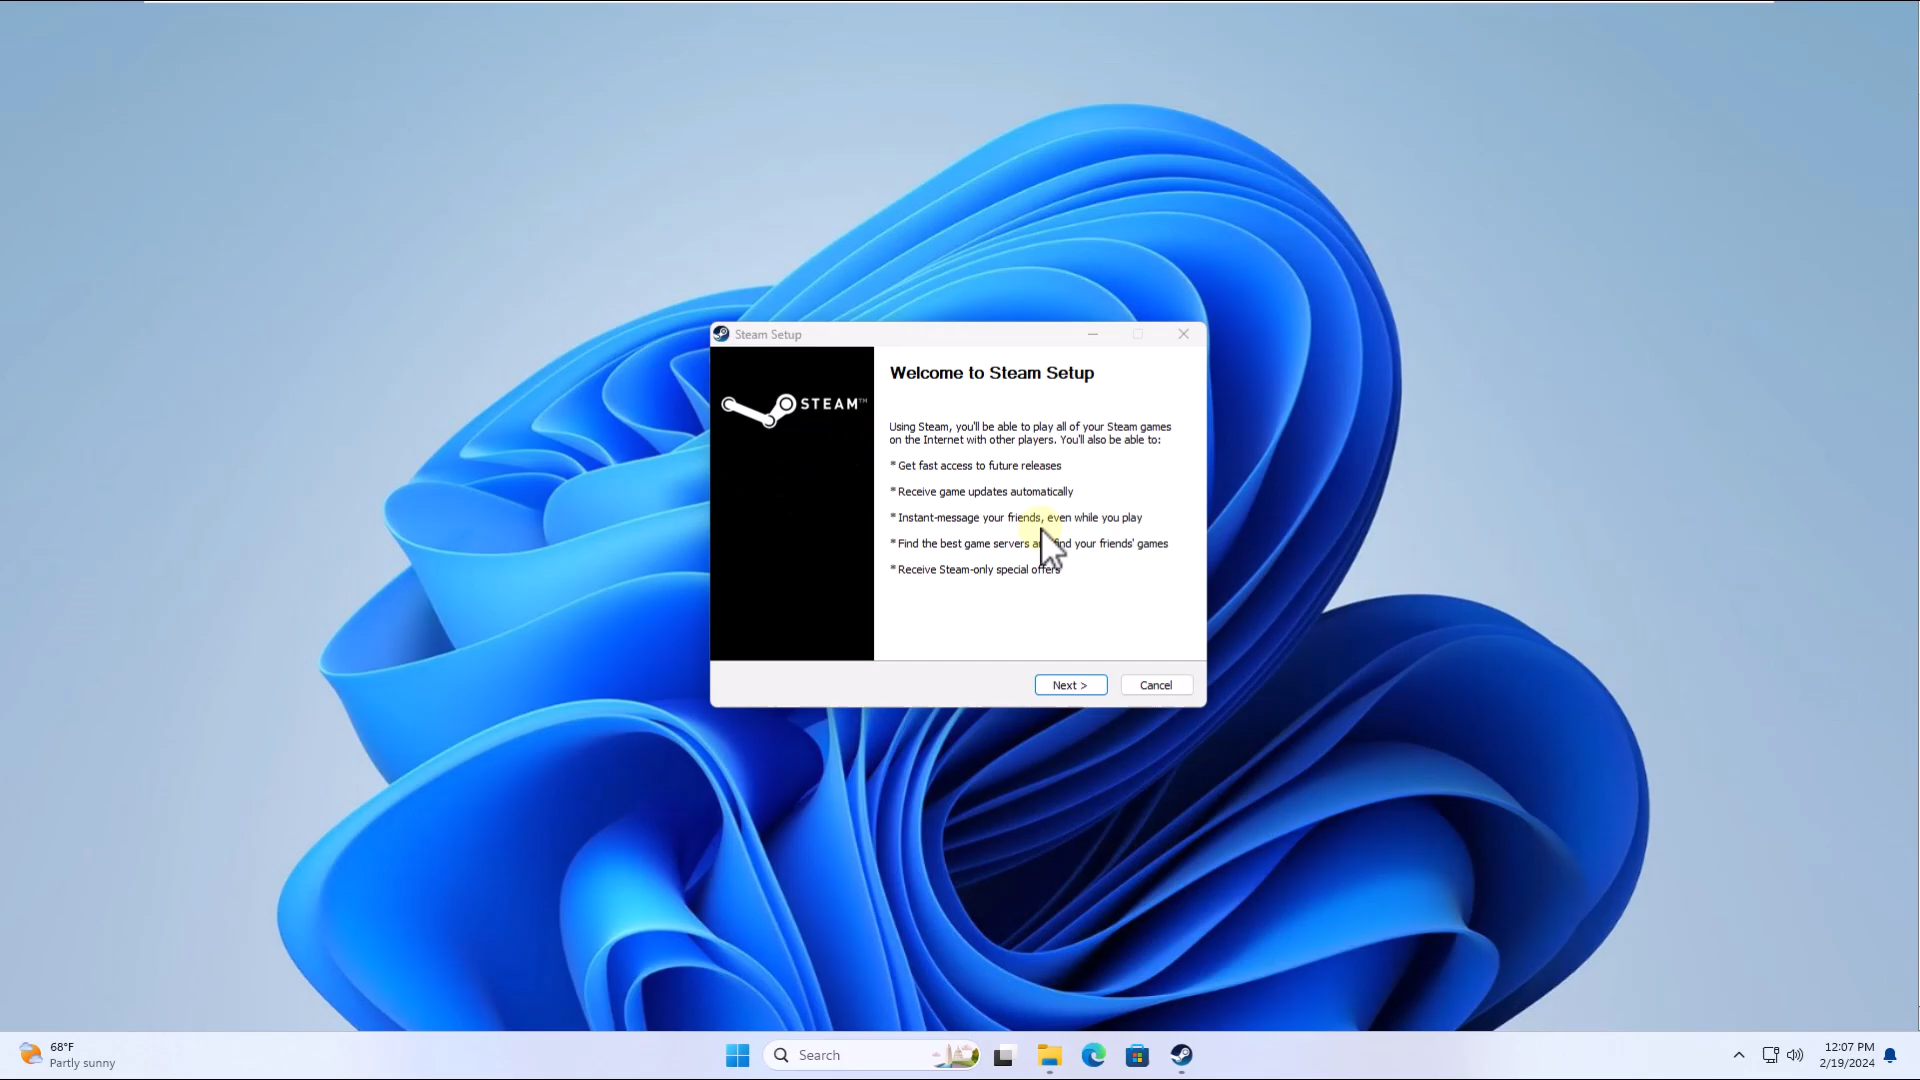 Steam Setup
STEAM™
Welcome to Steam Setup
Using Steam, you'll be able to play all of your Steam games
on the Internet with other players. You'll also be able to:
* Get fast access to future releases
* Receive game updates automatically
* Instant-message your friends, even while you play
* Find the best game servers and find your friends' games
* Receive Steam-only special offers
Next >
Cancel
68°F
Partly sunny
Search
12:07 PM
2/19/2024